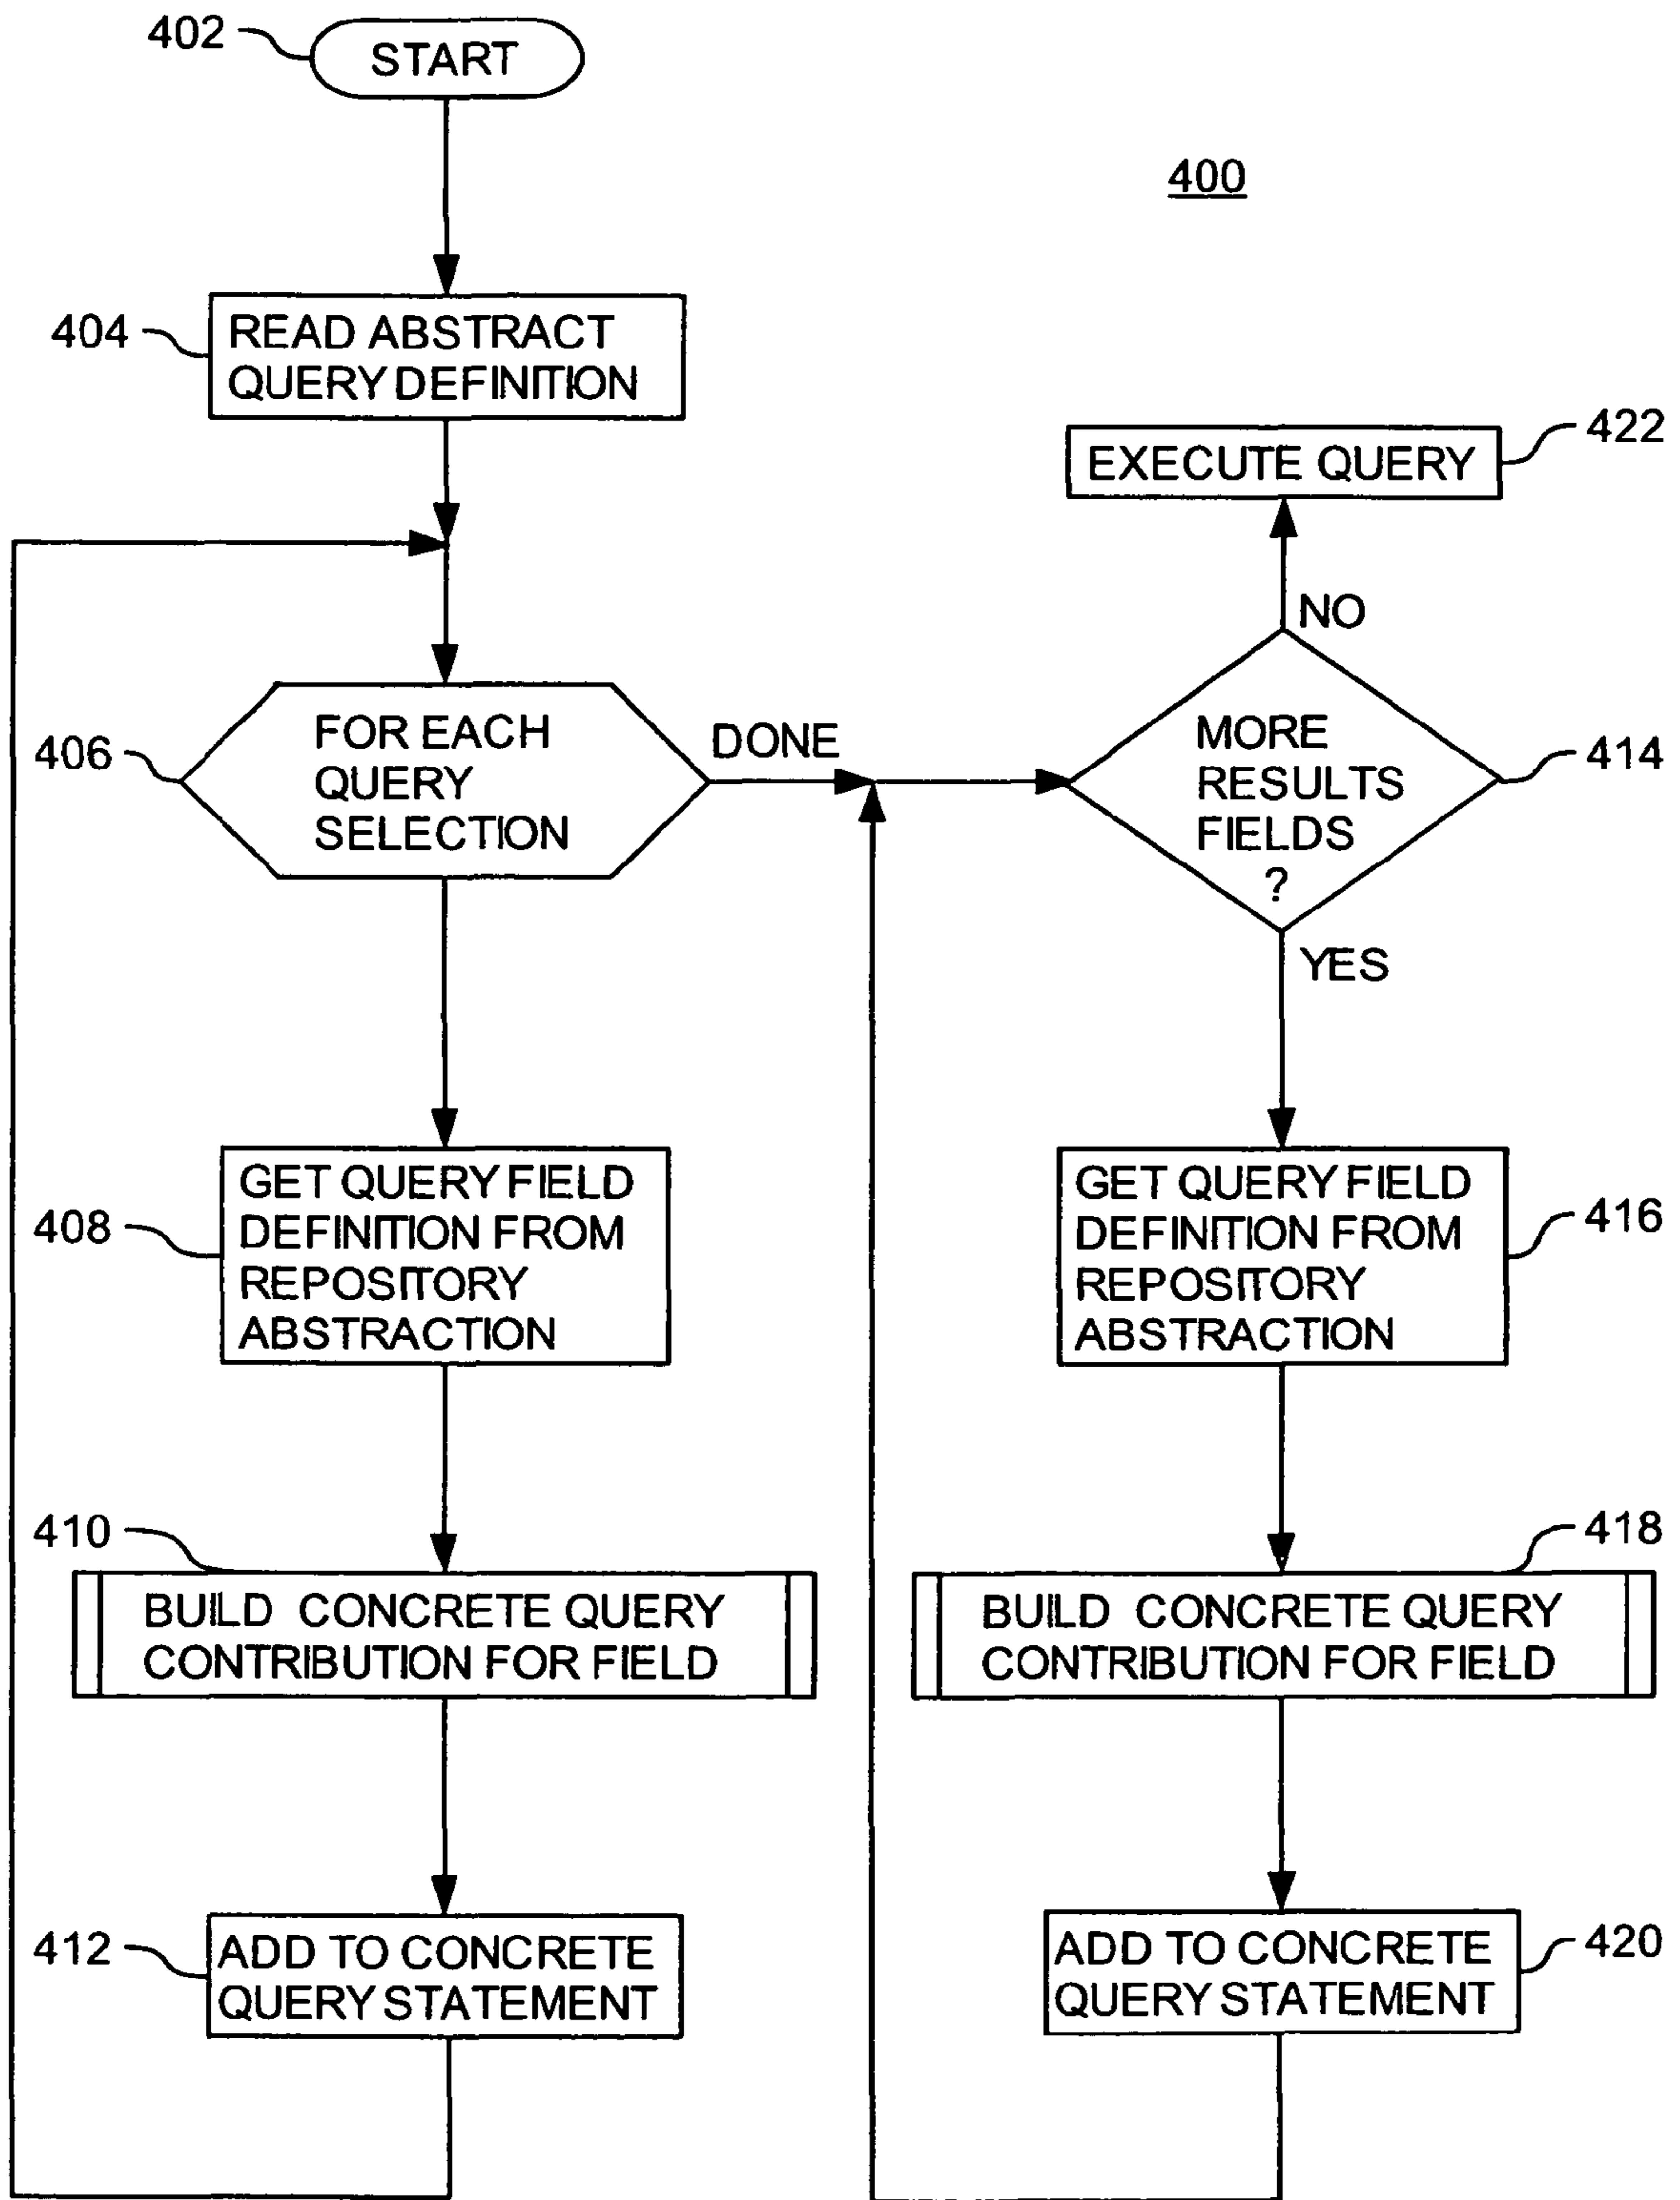 402
START
400
404
READ ABSTRACT
QUERY DEFINITION
422
EXECUTE QUERY
NO
406
FOR EACH
QUERY
SELECTION
DONE
MORE
RESULTS
FIELDS
?
414
YES
408
GET QUERY FIELD
DEFINITION FROM
REPOSITORY
ABSTRACTION
GET QUERY FIELD
DEFINITION FROM
REPOSITORY
ABSTRACTION
416
410
BUILD CONCRETE QUERY
CONTRIBUTION FOR FIELD
418
BUILD CONCRETE QUERY
CONTRIBUTION FOR FIELD
412
ADD TO CONCRETE
QUERY STATEMENT
ADD TO CONCRETE
QUERY STATEMENT
420